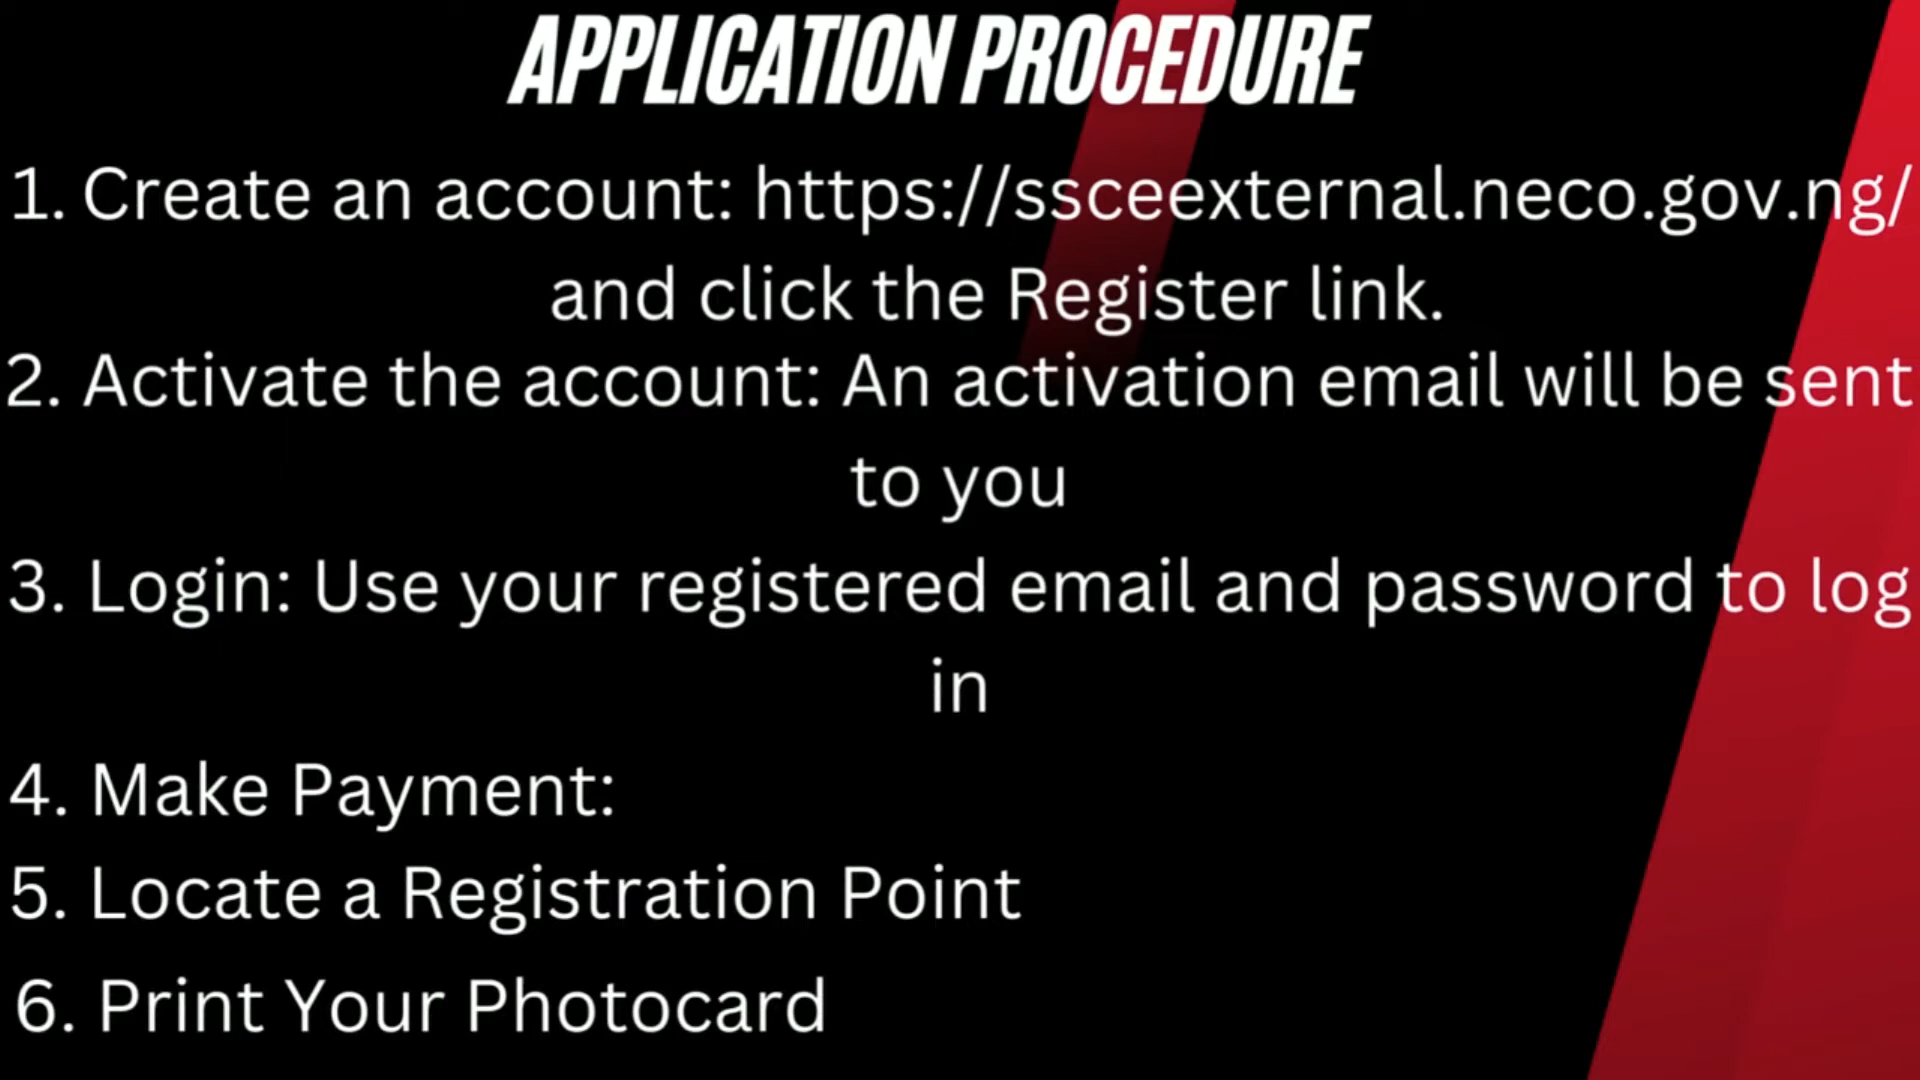 APPLICATION PROCEDURE
1. Create an account: https://ssceexternal.neco.gov.ng/
and click the Register link.
2. Activate the account: An activation email will be sent
to you
3. Login: Use your registered email and password to log
in
4. Make Payment:
5. Locate a Registration Point
6. Print Your Photocard